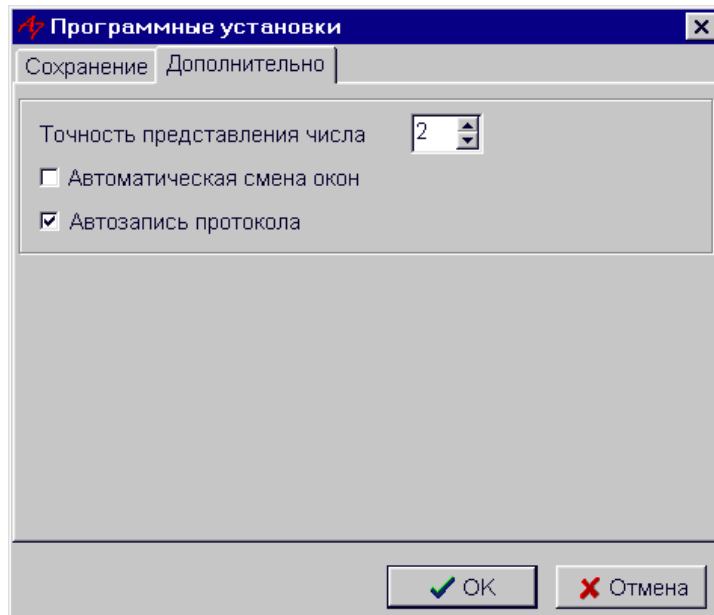 Программные установки
Сохранение
Дополнительно
Точность представления числа 2
Автоматическая смена окон
Автозапись протокола
OK
Отмена